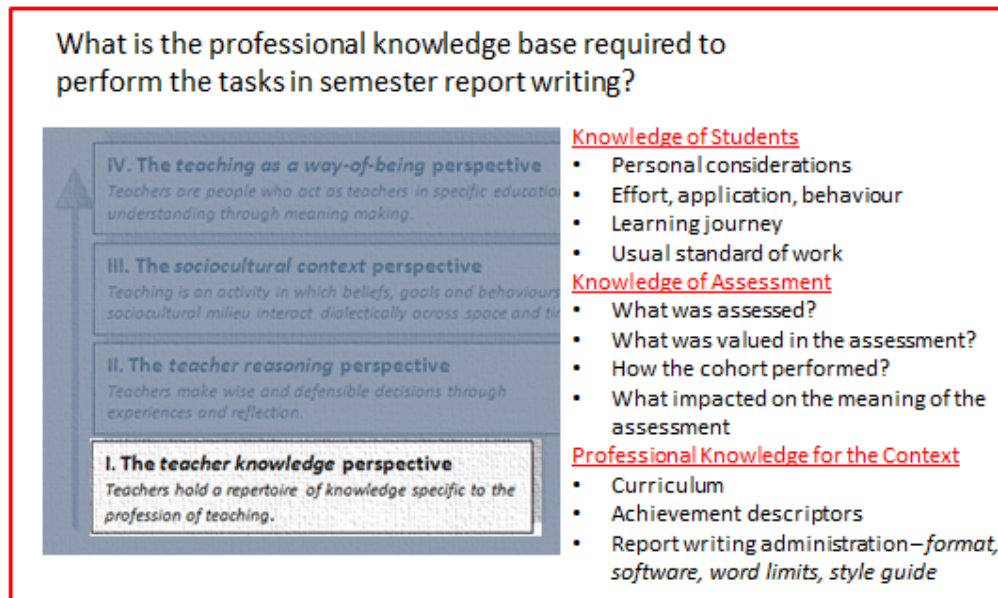 What is the professional knowledge base required to
perform the tasks in semester report writing?
IV. The teaching as a way-of-being perspective
Teachers are people who act as teachers in specific
understanding through meaning making.
III. The sociocultural context perspective
Teaching is an activity in which beliefs, goals and behaviours
sociocultural milieu interact dialectically across space and
II. The teacher reasoning perspective
Teachers make wise and defensible decisions through
experiences and reflection.
I. The teacher knowledge perspective
Teachers hold a repertoire of knowledge specific to the
profession of teaching.
Knowledge of Students
• Personal considerations
• Effort, application, behaviour
• Learning journey
• Usual standard of work
Knowledge of Assessment
• What was assessed?
• What was valued in the assessment?
• How the cohort performed?
• What impacted on the meaning of the
assessment
Professional Knowledge for the Context
• Curriculum
• Achievement descriptors
• Report writing administration – format,
software, word limits, style guide